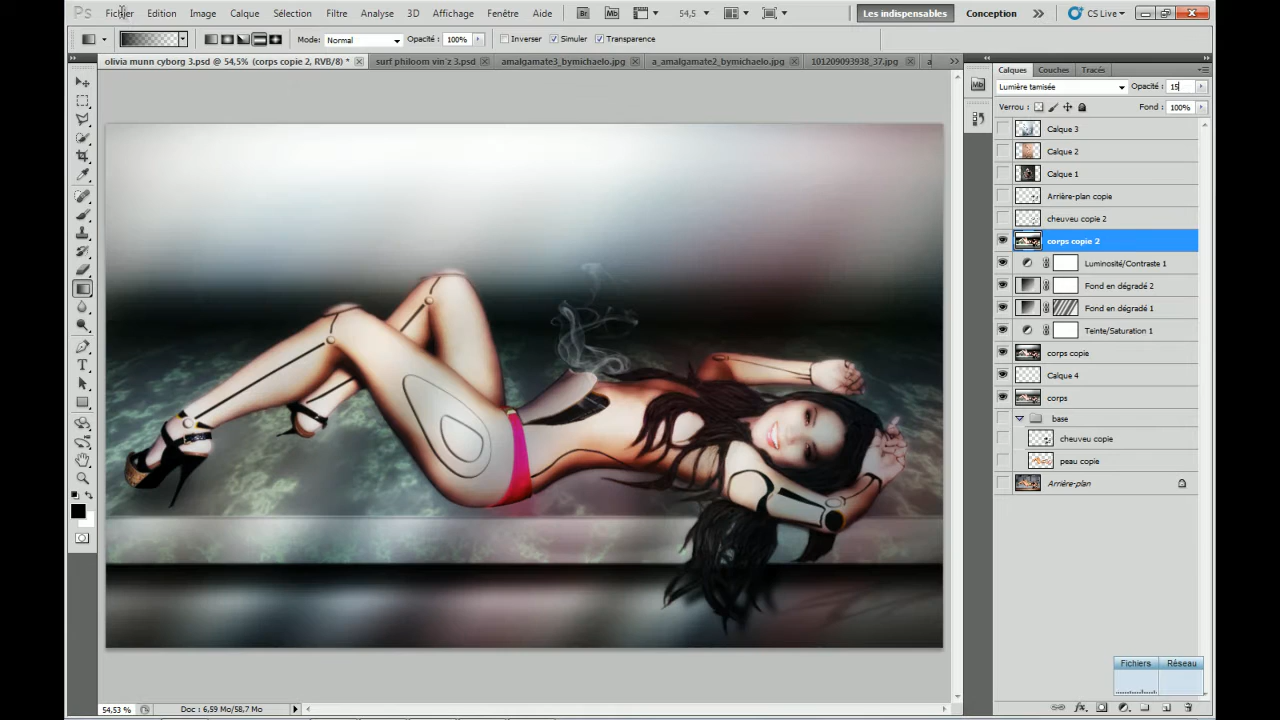 Ps Fichier Edition Image Calque Sélection Filtre Analyse 3D Affichage Fenêtre Aide Br Mb 54,5 Les indispensables Conception CS Live
Mode: Normal Opacité: 100% Inverser Simuler Transparence
olivia munn cyborg 3.psd @ 54,5% (corps copie 2, RVB/8) * surf philoom vin'z 3.psd amalgamate3_bymichaelo.jpg a_amalgamate2_bymichaelo.jpg 101209093938_37.jpg a
Calques Couches Tracés
Lumière tamisée Opacité : 15
Verrou : Fond : 100%
Calque 3
Calque 2
Calque 1
Arrière-plan copie
cheuveu copie 2
corps copie 2
Luminosité/Contraste 1
Fond en dégradé 2
Fond en dégradé 1
Teinte/Saturation 1
corps copie
Calque 4
corps
base
cheuveu copie
peau copie
Arrière-plan
Fichiers Réseau
54,53 % Doc : 6,59 Mo/58,7 Mo